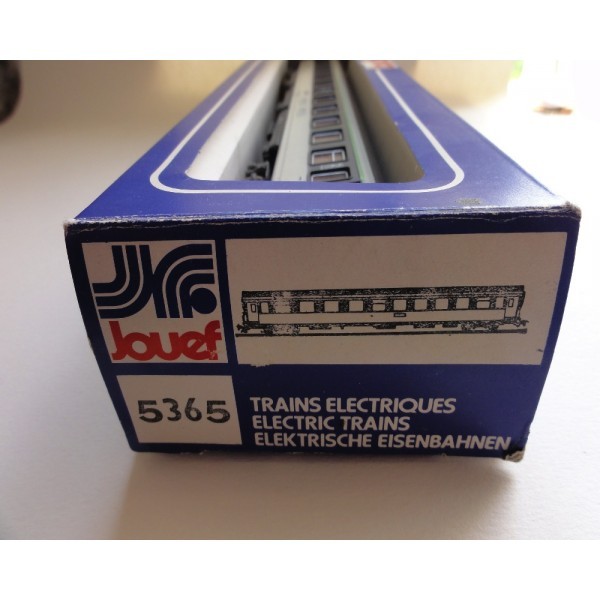 Jouef
5365
TRAINS ELECTRIQUES
ELECTRIC TRAINS
ELEKTRISCHE EISENBAHNEN